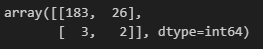 array([[183,  26],
       [  3,   2]], dtype=int64)